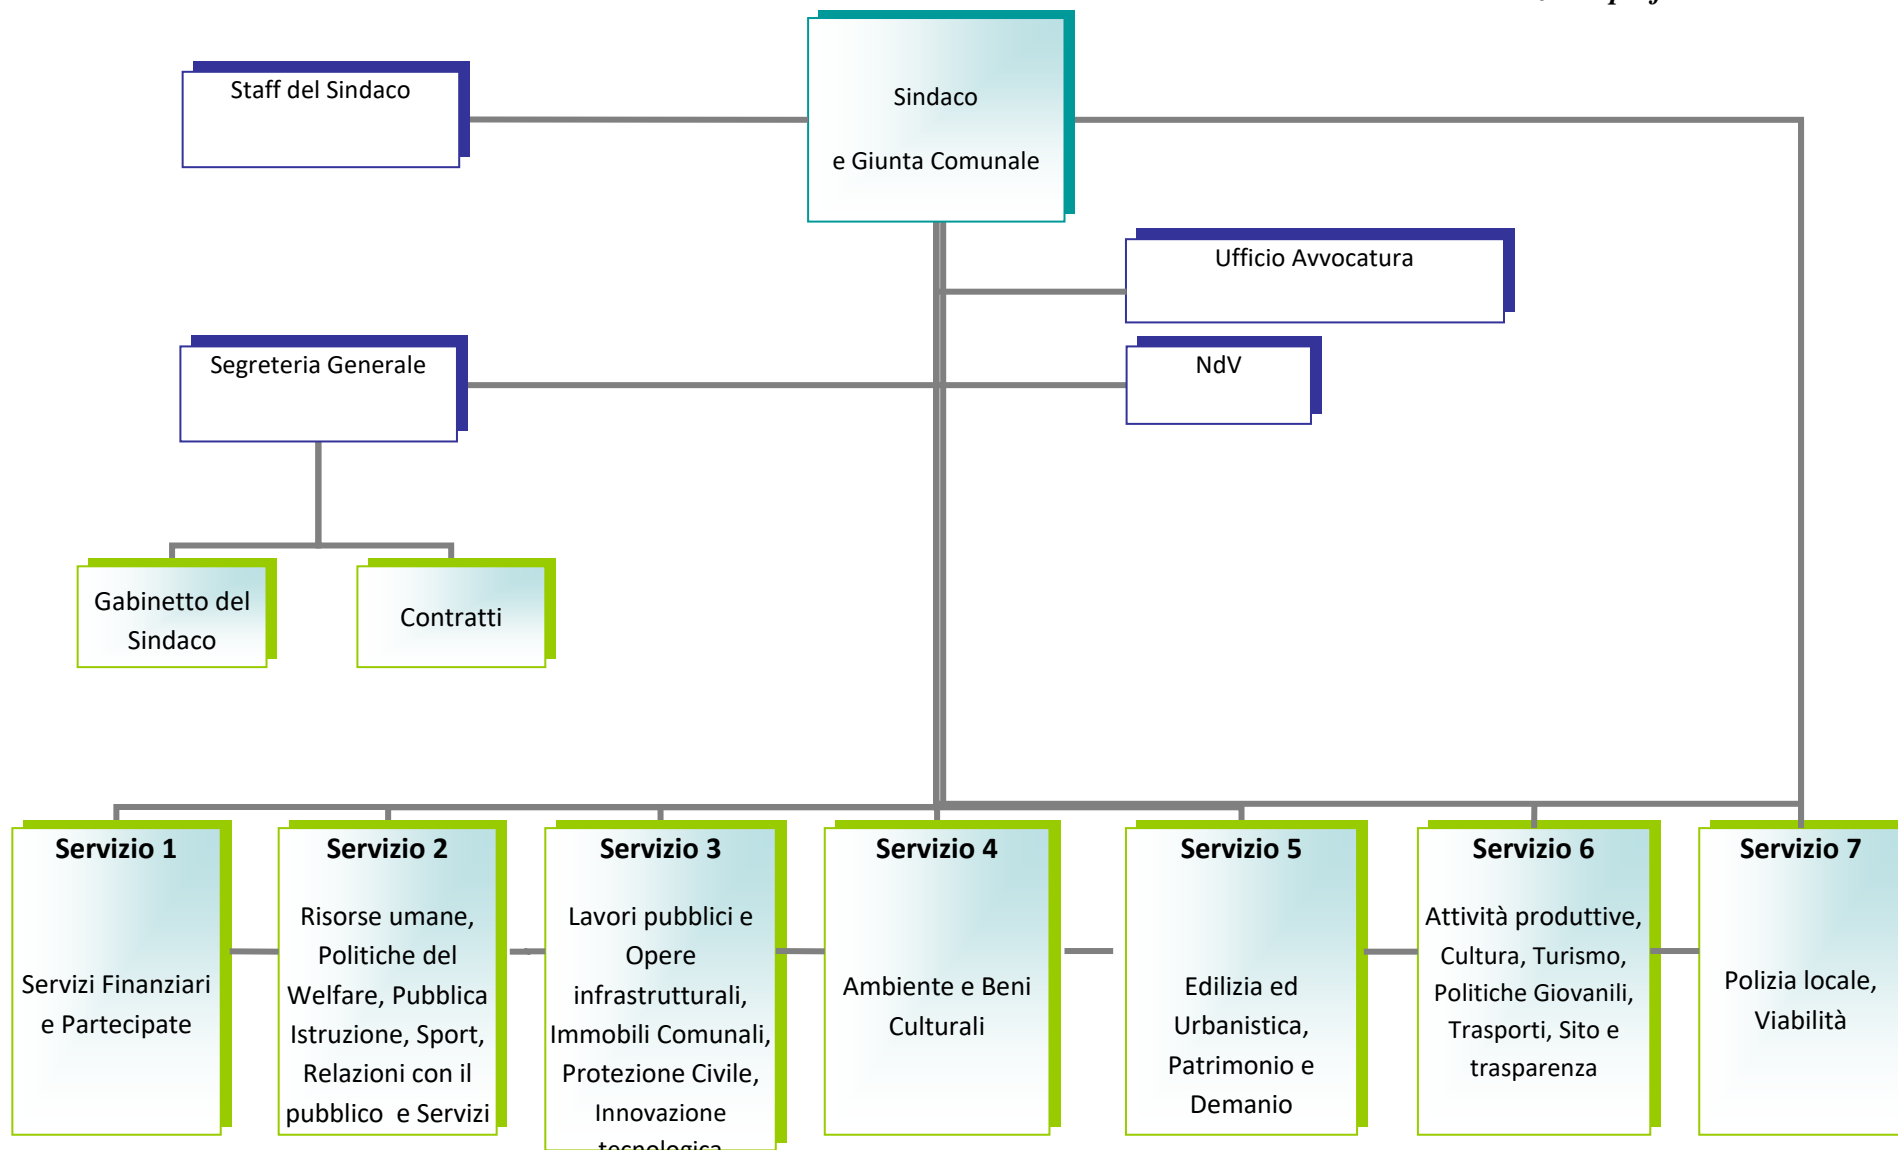 Staff del Sindaco
Sindaco
e Giunta Comunale
Ufficio Avvocatura
Segreteria Generale
NdV
Gabinetto del
Sindaco
Contratti
Servizio 1
Servizi Finanziari
e Partecipate
Servizio 2
Risorse umane,
Politiche del
Welfare, Pubblica
Istruzione, Sport,
Relazioni con il
pubblico e Servizi
Servizio 3
Lavori pubblici e
Opere
infrastrutturali,
Immobili Comunali,
Protezione Civile,
Innovazione
tecnologica
Servizio 4
Ambiente e Beni
Culturali
Servizio 5
Edilizia ed
Urbanistica,
Patrimonio e
Demanio
Servizio 6
Attività produttive,
Cultura, Turismo,
Politiche Giovanili,
Trasporti, Sito e
trasparenza
Servizio 7
Polizia locale,
Viabilità